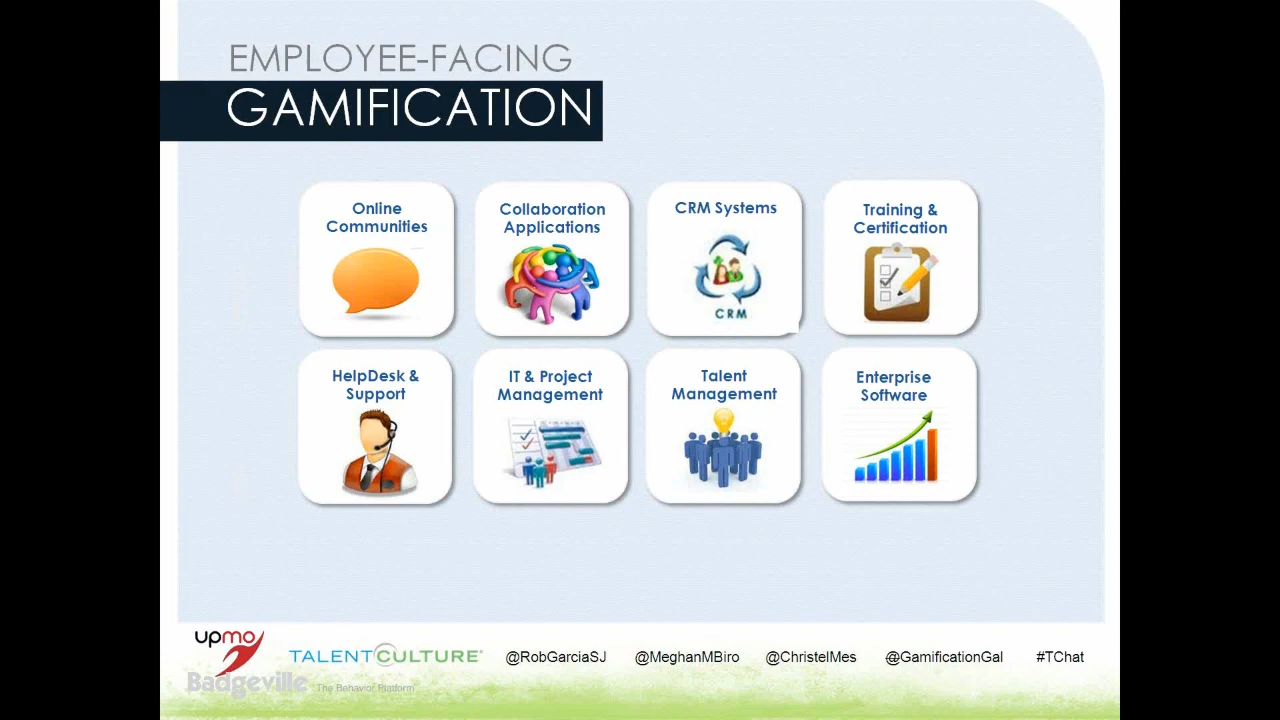 EMPLOYEE-FACING
GAMIFICATION
Online
Communities
Collaboration
Applications
CRM Systems
CRM
Training &
Certification
HelpDesk &
Support
IT & Project
Management
Talent
Management
Enterprise
Software
upmo
TALENTCULTURE
@RobGarciaSJ
@MeghanMBiro
@ChristelMes
@GamificationGal
#TChat
Badgeville The Behavior Platform